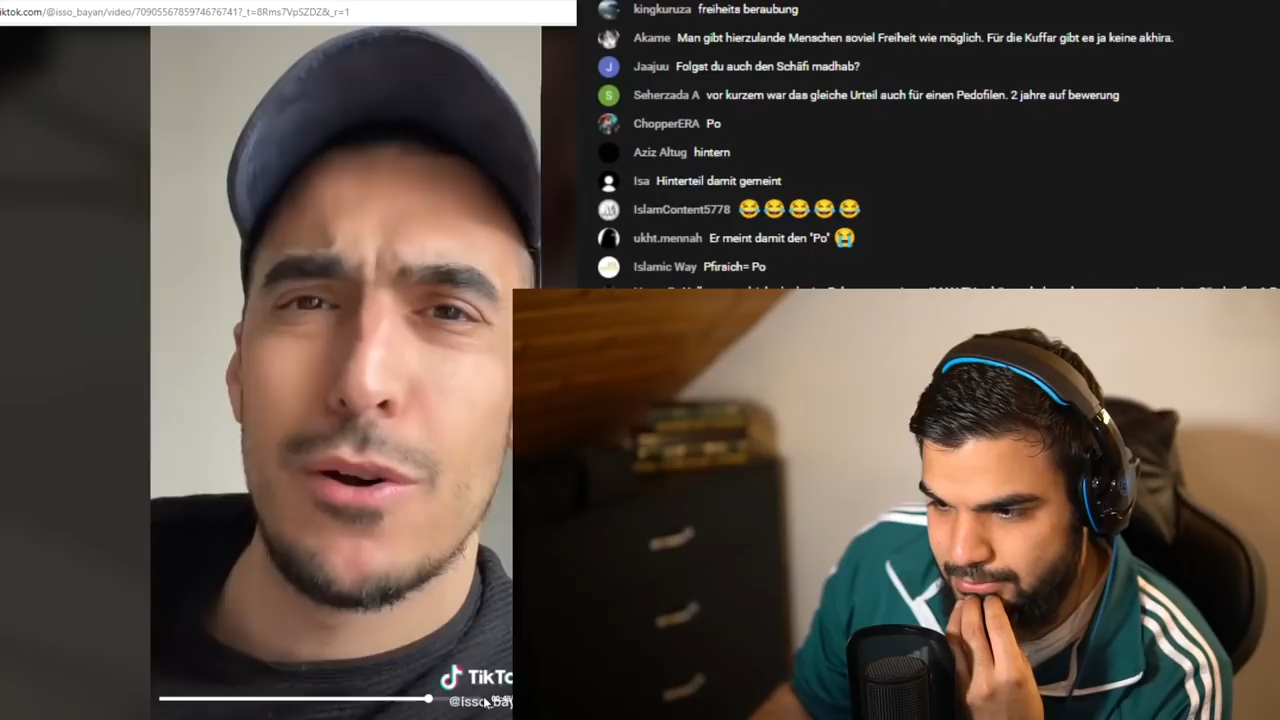 iktok.com/@isso_bayan/video/7090556785974676741?_t=8Rms7VpSZDZ&_r=1
kingkuruza freiheits beraubung
Akame Man gibt hierzulande Menschen soviel Freiheit wie möglich. Für die Kuffar gibt es ja keine akhira.
J Jaajuu Folgst du auch den Schāfi madhab?
S Seherzada A vor kurzem war das gleiche Urteil auch für einen Pedofilen. 2 jahre auf bewerung
ChopperERA Po
Aziz Altug hintern
Isa Hinterteil damit gemeint
IslamContent5778 😂😂😂😂😂
ukht.mennah Er meint damit den "Po" 😭
Islamic Way Pfirsich= Po
TikTo
@isso_bay